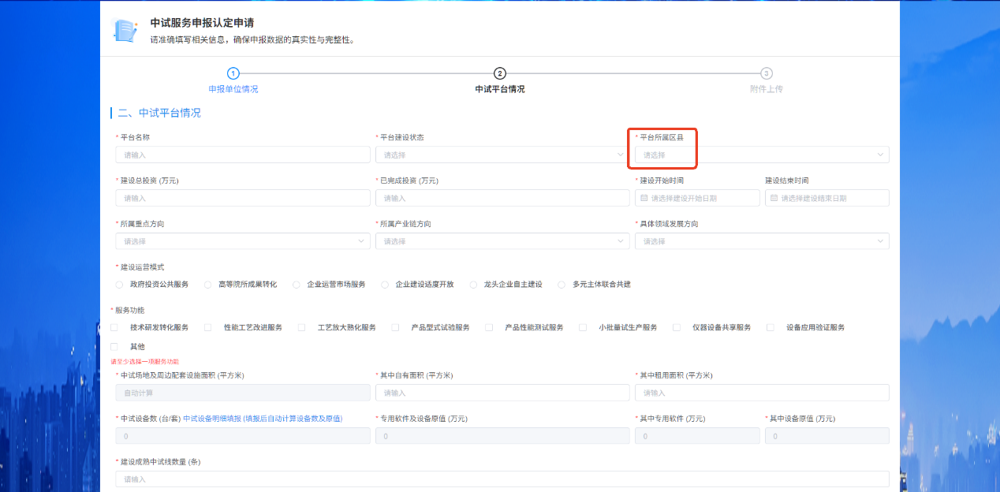 中试服务申报认定申请
请准确填写相关信息，确保申报数据的真实性与完整性。
1 2 3
申报单位情况 中试平台情况 附件上传
二、中试平台情况
* 平台名称 * 平台建设状态 * 平台所属区县
请输入 请选择 请选择
* 建设总投资 (万元) * 已完成投资 (万元) * 建设开始时间 建设结束时间
请输入 请输入 请选择建设开始日期 请选择建设结束日期
* 所属重点方向 * 所属产业链方向 * 具体领域发展方向
请选择 请选择 请选择
* 建设运营模式
政府投资公共服务 高等院所成果转化 企业运营市场服务 企业建设适度开放 龙头企业自主建设 多元主体联合共建
* 服务功能
技术研发转化服务 性能工艺改进服务 工艺放大熟化服务 产品型式试验服务 产品性能测试服务 小批量试生产服务 仪器设备共享服务 设备应用验证服务
其他
请至少选择一项服务功能
* 中试场地及周边配套设施面积 (平方米) * 其中自有面积 (平方米) * 其中租用面积 (平方米)
自动计算 请输入 请输入
* 中试设备数 (台/套) 中试设备明细填报 (填报后自动计算设备数及原值) * 专用软件及设备原值 (万元) * 其中专用软件 (万元) * 其中设备原值 (万元)
0 0 0 0
* 建设成熟中试线数量 (条)
请输入